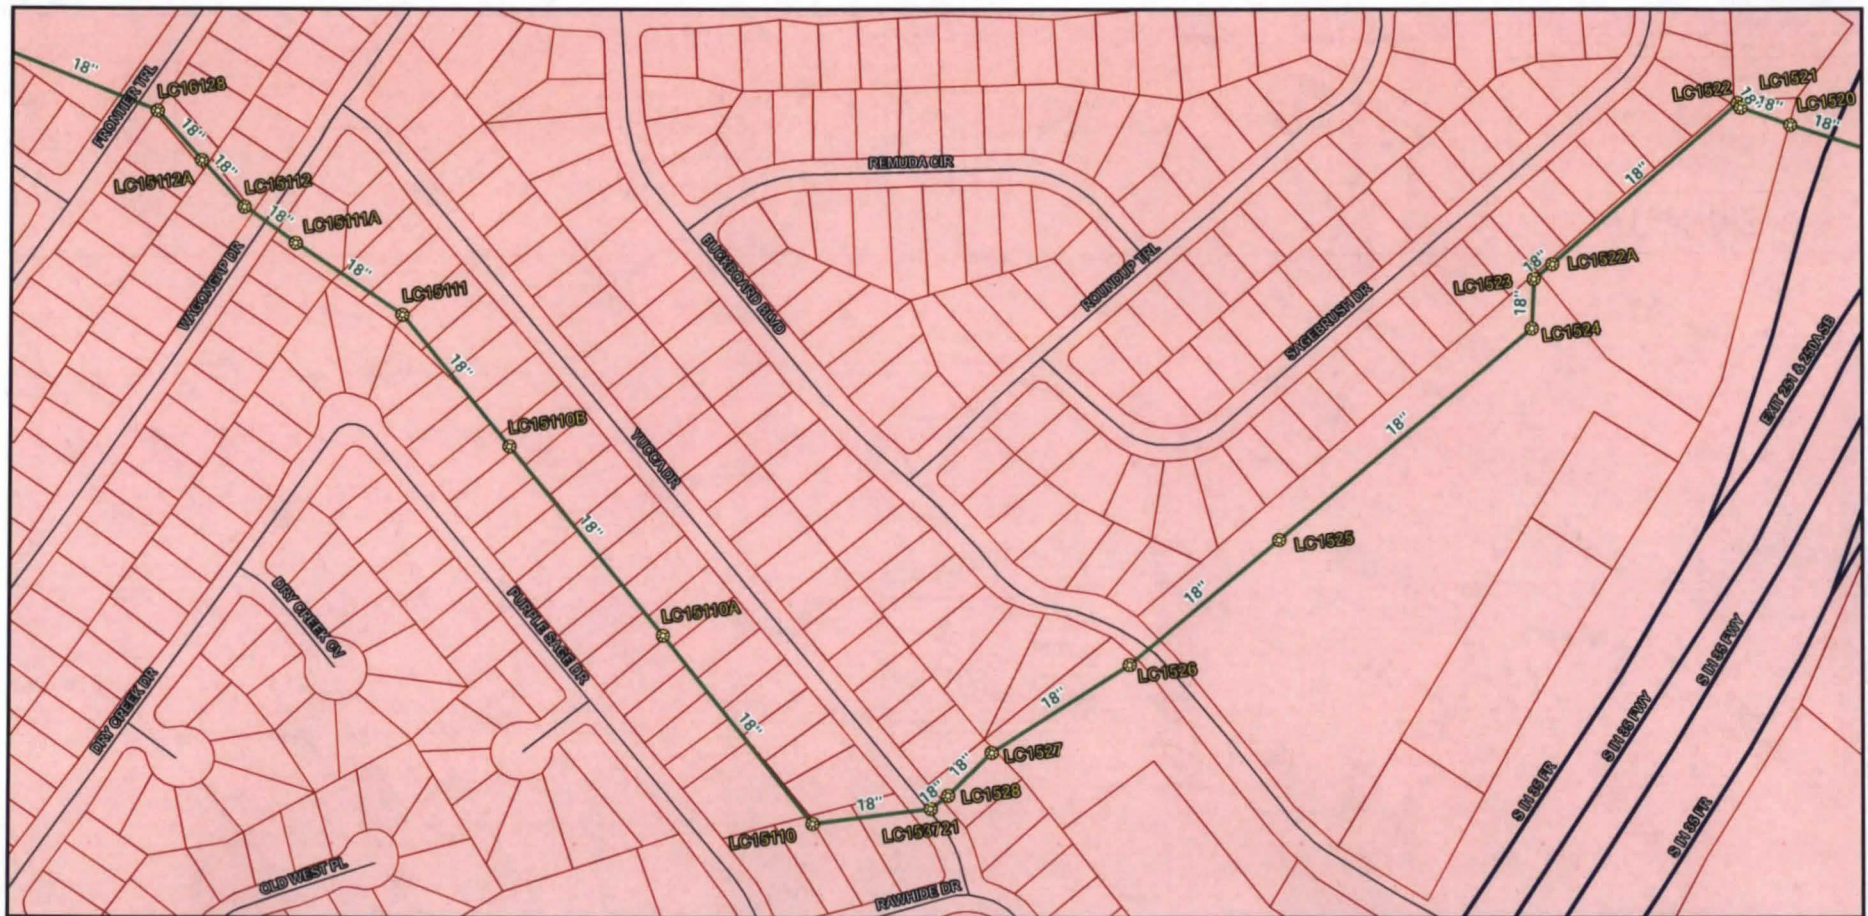 18"
LC16128
FRONTIER TRL
18"
LC15112A
18"
LC15112
18"
LC15111A
WAGONGAP DR
18"
LC15111
18"
LC15110B
18"
LC15110A
18"
LC15110
18"
LC153721
18"
LC1528
18"
LC1527
18"
LC1526
18"
LC1525
18"
LC1524
18"
LC1523
18"
LC1522A
18"
LC1522
18"
LC1521
18"
LC1520
18"
REMUDA CIR
BUCKBOARD BLVD
ROUNDUP TRL
SAGEBRUSH DR
YUCCA DR
PURPLE SAGE DR
DRY CREEK CV
DRY CREEK DR
OLD WEST PL
RAWHIDE DR
EXIT 251 & 250A SB
S IH 35 FWY
S IH 35 FWY
S IH 35 FR
S IH 35 FR